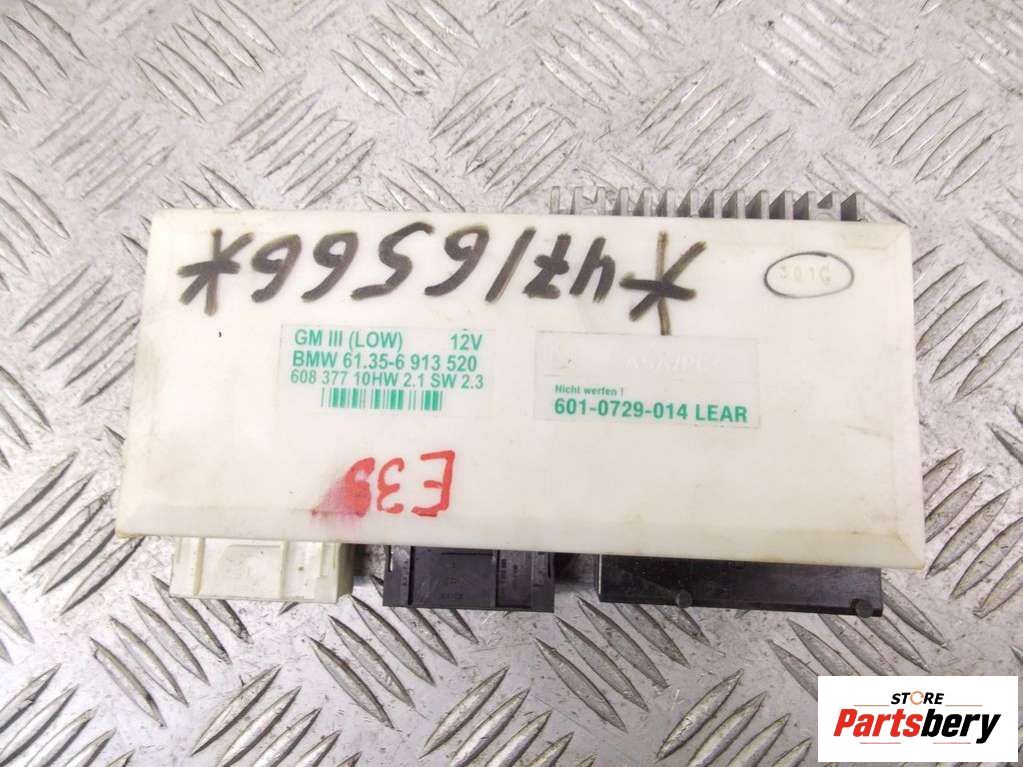 *4716566*
301G
GM III (LOW) 12V
BMW 61.35-6 913 520
608 377 10HW 2.1 SW 2.3
Nicht werfen !
601-0729-014 LEAR
E39
STORE
Partsbery